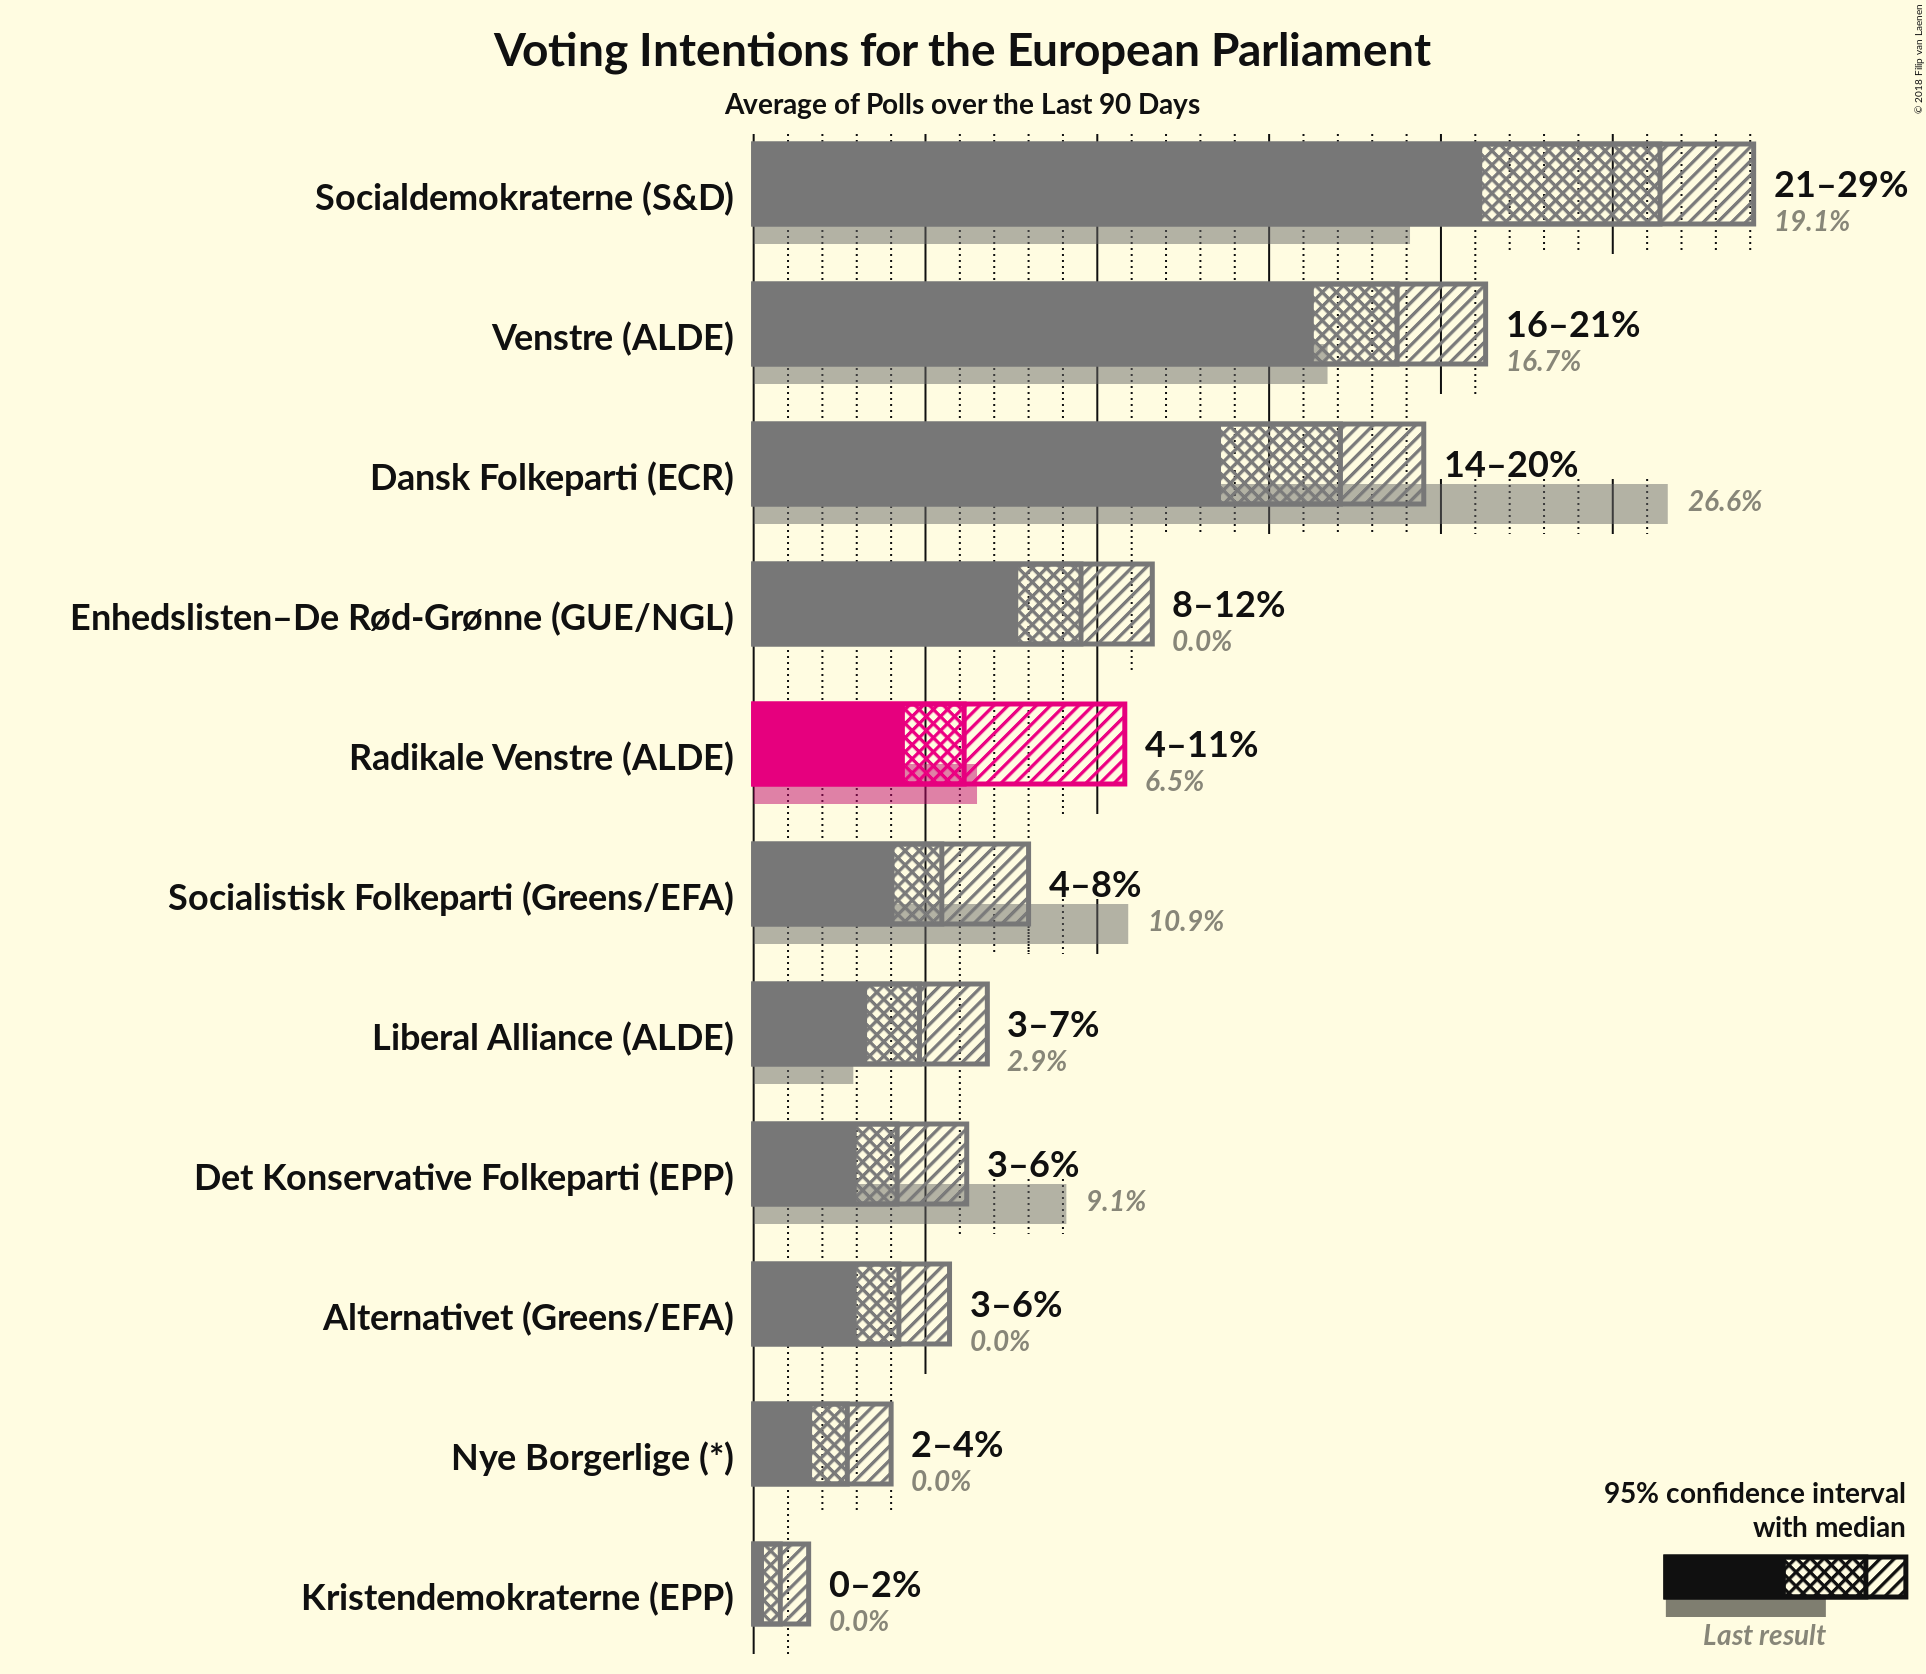 Voting Intentions for the European Parliament
Average of Polls over the Last 90 Days
© 2018 Filip van Laenen
Socialdemokraterne (S&D)
21–29%
19.1%
Venstre (ALDE)
16–21%
16.7%
Dansk Folkeparti (ECR)
14–20%
26.6%
Enhedslisten–De Rød-Grønne (GUE/NGL)
8–12%
0.0%
Radikale Venstre (ALDE)
4–11%
6.5%
Socialistisk Folkeparti (Greens/EFA)
4–8%
10.9%
Liberal Alliance (ALDE)
3–7%
2.9%
Det Konservative Folkeparti (EPP)
3–6%
9.1%
Alternativet (Greens/EFA)
3–6%
0.0%
Nye Borgerlige (*)
2–4%
0.0%
Kristendemokraterne (EPP)
0–2%
0.0%
95% confidence interval
with median
Last result